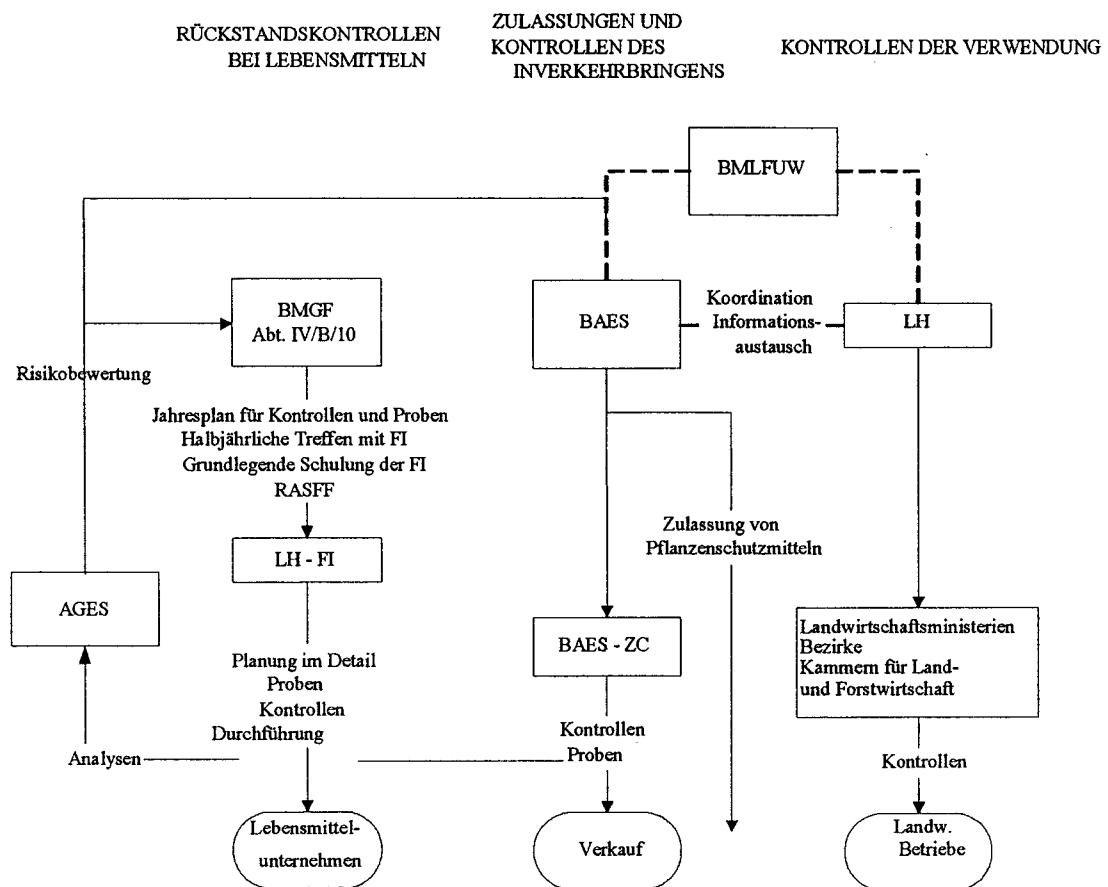 RÜCKSTANDSKONTROLLEN
BEI LEBENSMITTELN
ZULASSUNGEN UND
KONTROLLEN DES
INVERKEHRBRINGENS
KONTROLLEN DER VERWENDUNG
BMLFUW
BMGF
Abt. IV/B/10
BAES
Koordination
Informations-
austausch
LH
Risikobewertung
Jahresplan für Kontrollen und Proben
Halbjährliche Treffen mit FI
Grundlegende Schulung der FI
RASFF
LH - FI
Zulassung von
Pflanzenschutzmitteln
AGES
BAES - ZC
Landwirtschaftsministerien
Bezirke
Kammern für Land-
und Forstwirtschaft
Planung im Detail
Proben
Kontrollen
Durchführung
Analysen
Kontrollen
Proben
Kontrollen
Lebensmittel-
unternehmen
Verkauf
Landw.
Betriebe